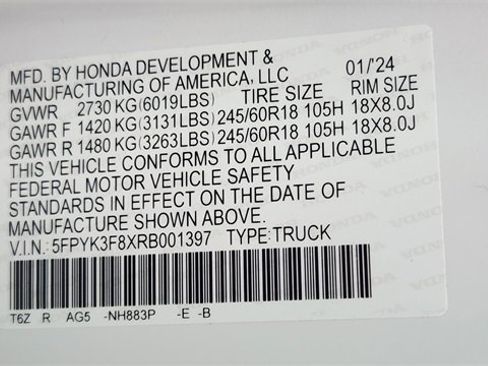 MFD. BY HONDA DEVELOPMENT &
MANUFACTURING OF AMERICA, LLC 01/'24
GVWR 2730 KG(6019LBS) TIRE SIZE RIM SIZE
GAWR F 1420 KG(3131LBS) 245/60R18 105H 18X8.0J
GAWR R 1480 KG(3263LBS) 245/60R18 105H 18X8.0J
THIS VEHICLE CONFORMS TO ALL APPLICABLE
FEDERAL MOTOR VEHICLE SAFETY
STANDARDS IN EFFECT ON THE DATE OF
MANUFACTURE SHOWN ABOVE.
V.I.N.: 5FPYK3F8XRB001397 TYPE: TRUCK
T6Z R AG5 -NH883P -E -B